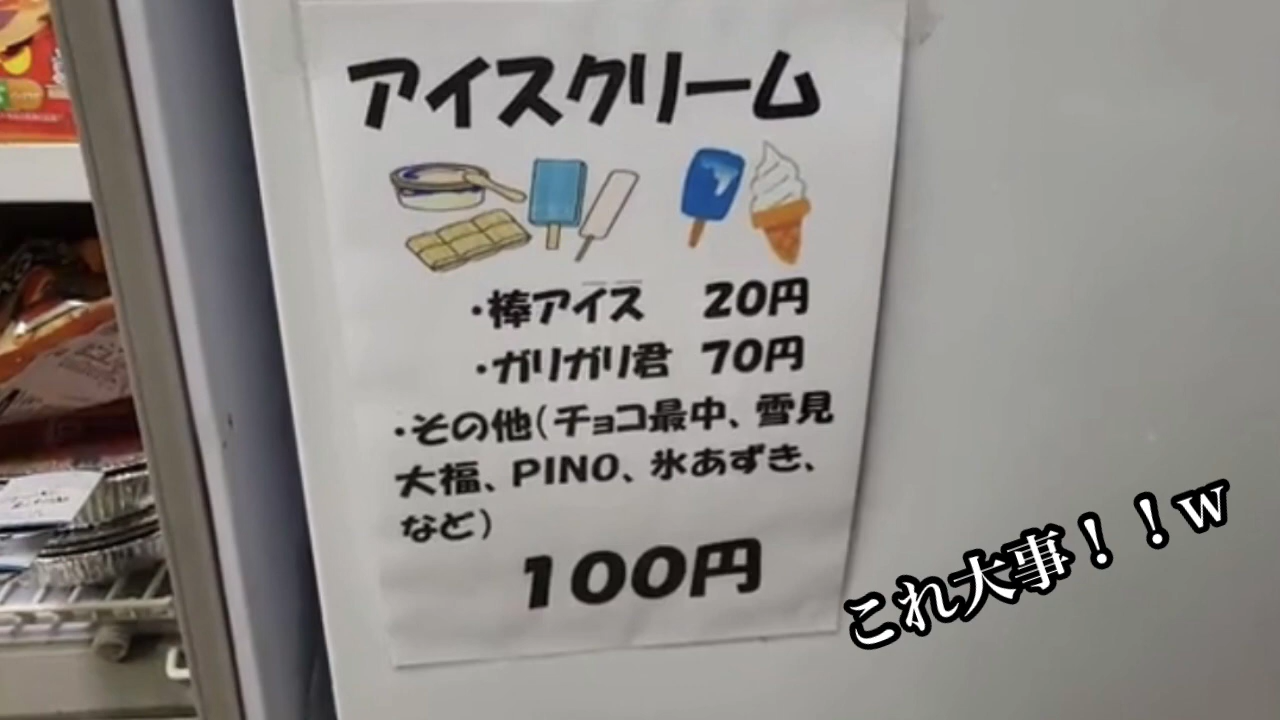 アイスクリーム
・棒アイス 20円
・ガリガリ君 70円
・その他(チョコ最中、雪見
大福、PINO、氷あずき、
など)
100円
これ大事！！w